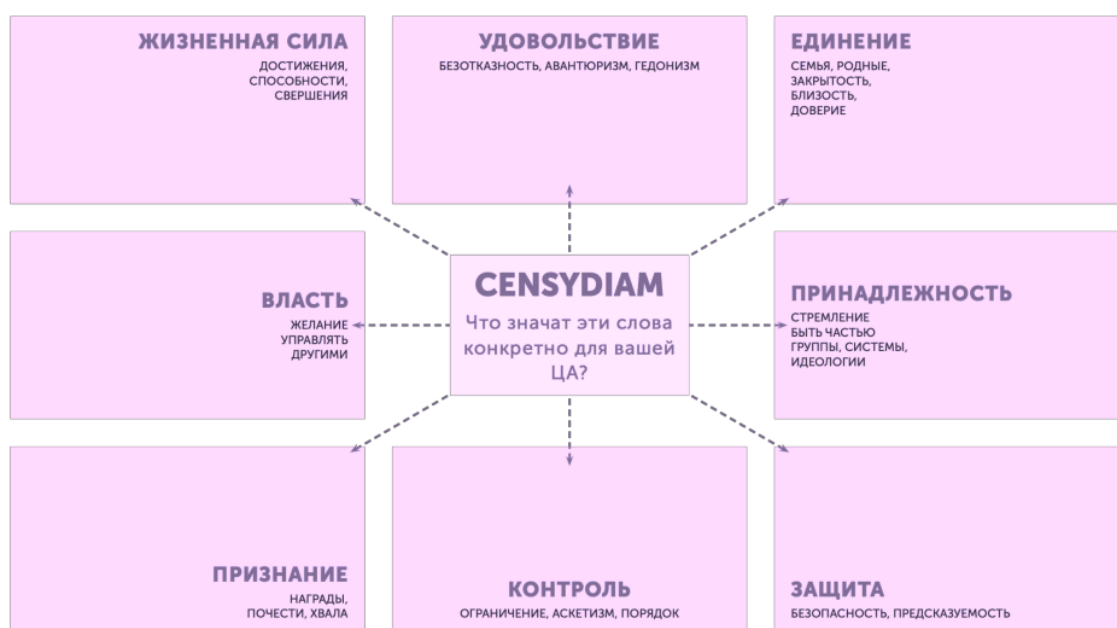 ЖИЗНЕННАЯ СИЛА
ДОСТИЖЕНИЯ,
СПОСОБНОСТИ,
СВЕРШЕНИЯ
УДОВОЛЬСТВИЕ
БЕЗОТКАЗНОСТЬ, АВАНТЮРИЗМ, ГЕДОНИЗМ
ЕДИНЕНИЕ
СЕМЬЯ, РОДНЫЕ,
ЗАКРЫТОСТЬ,
БЛИЗОСТЬ,
ДОВЕРИЕ
ВЛАСТЬ
ЖЕЛАНИЕ
УПРАВЛЯТЬ
ДРУГИМИ
CENSYDIAM
Что значат эти слова
конкретно для вашей
ЦА?
ПРИНАДЛЕЖНОСТЬ
СТРЕМЛЕНИЕ
БЫТЬ ЧАСТЬЮ
ГРУППЫ, СИСТЕМЫ,
ИДЕОЛОГИИ
ПРИЗНАНИЕ
НАГРАДЫ,
ПОЧЕСТИ, ХВАЛА
КОНТРОЛЬ
ОГРАНИЧЕНИЕ, АСКЕТИЗМ, ПОРЯДОК
ЗАЩИТА
БЕЗОПАСНОСТЬ, ПРЕДСКАЗУЕМОСТЬ